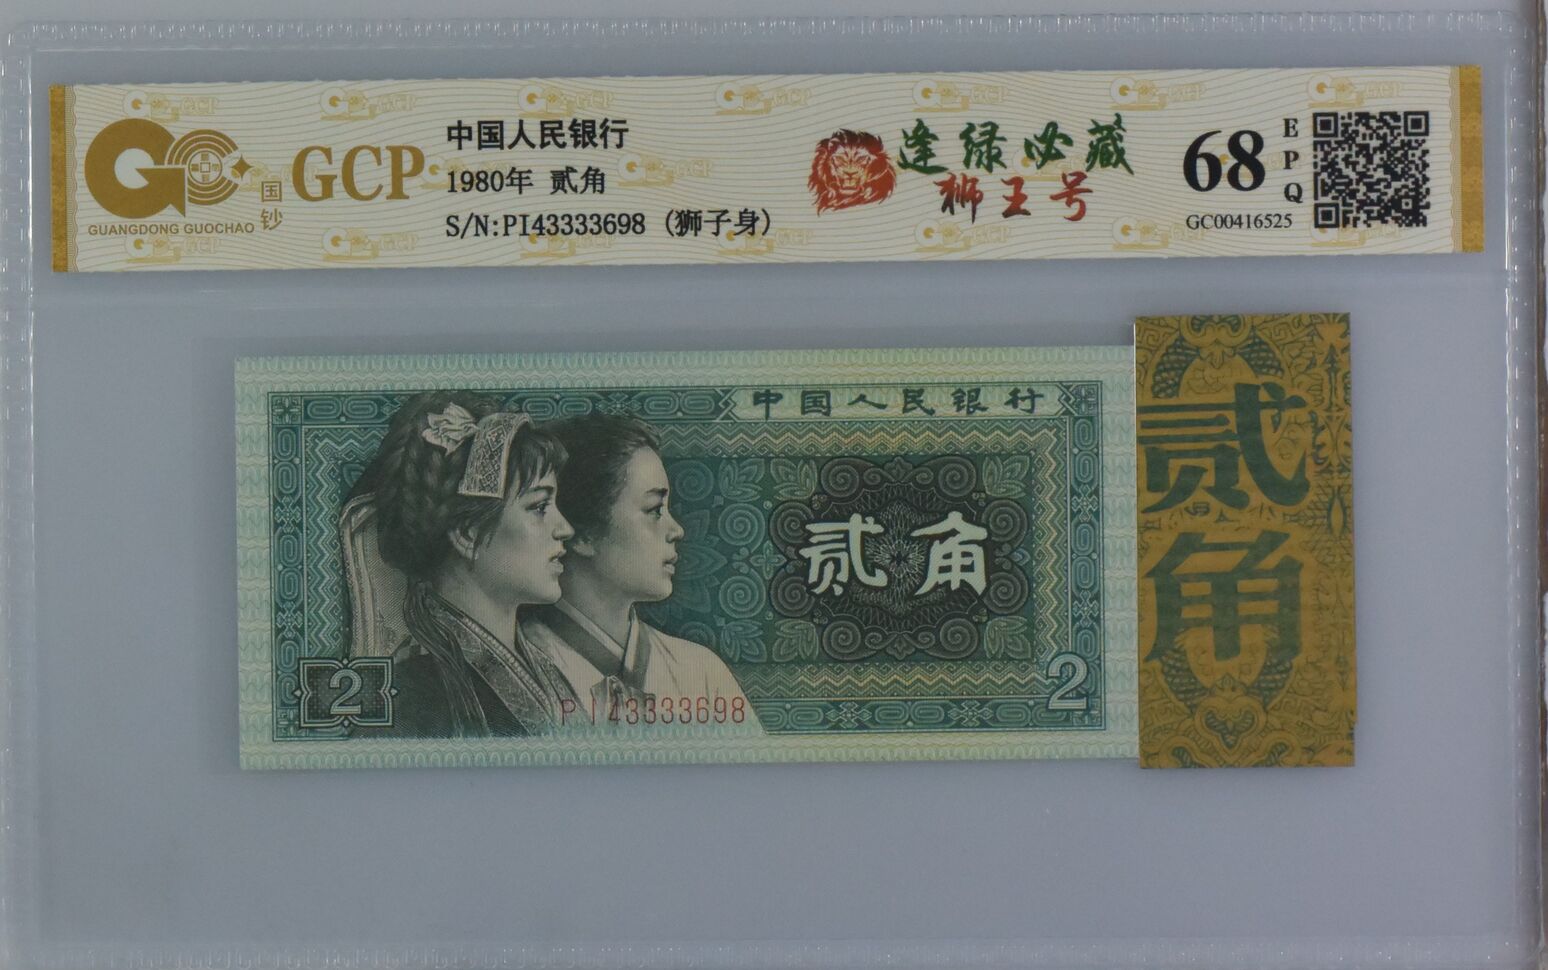 GCP
国钞
GUANGDONG GUOCHAO
中国人民银行
1980年 贰角
S/N:PI43333698 (狮子身)
逢绿必藏
狮王号
68
EPQ
GC00416525
中国人民银行
贰角
2
2
PI43333698
贰角